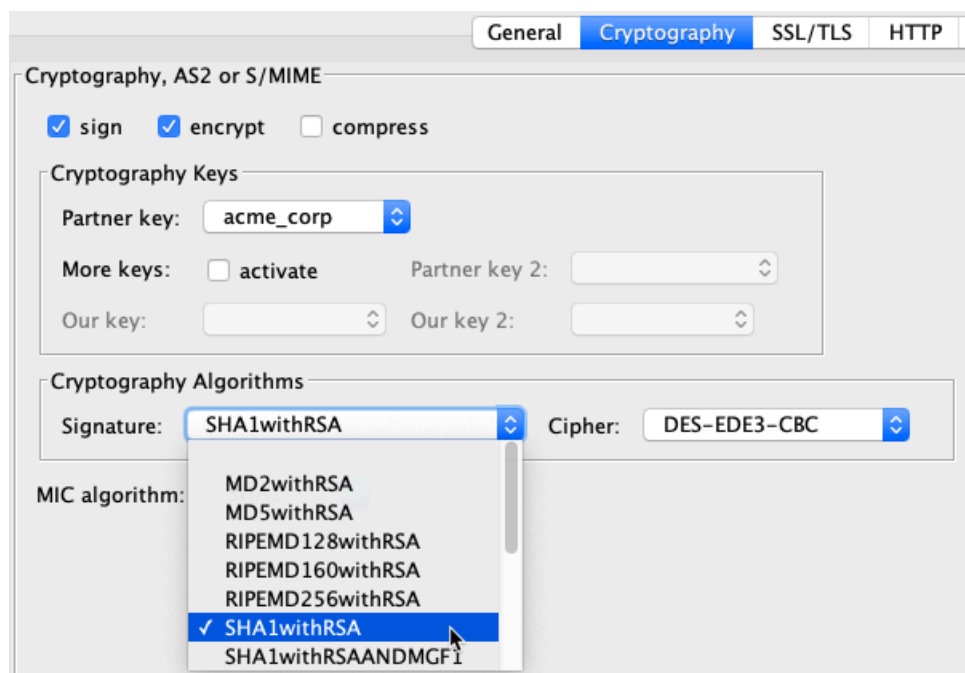 General Cryptography SSL/TLS HTTP
Cryptography, AS2 or S/MIME
sign encrypt compress
Cryptography Keys
Partner key: acme_corp
More keys: activate Partner key 2:
Our key: Our key 2:
Cryptography Algorithms
Signature: SHA1withRSA Cipher: DES-EDE3-CBC
MIC algorithm:
MD2withRSA
MD5withRSA
RIPEMD128withRSA
RIPEMD160withRSA
RIPEMD256withRSA
✓ SHA1withRSA
SHA1withRSAANDMGF1